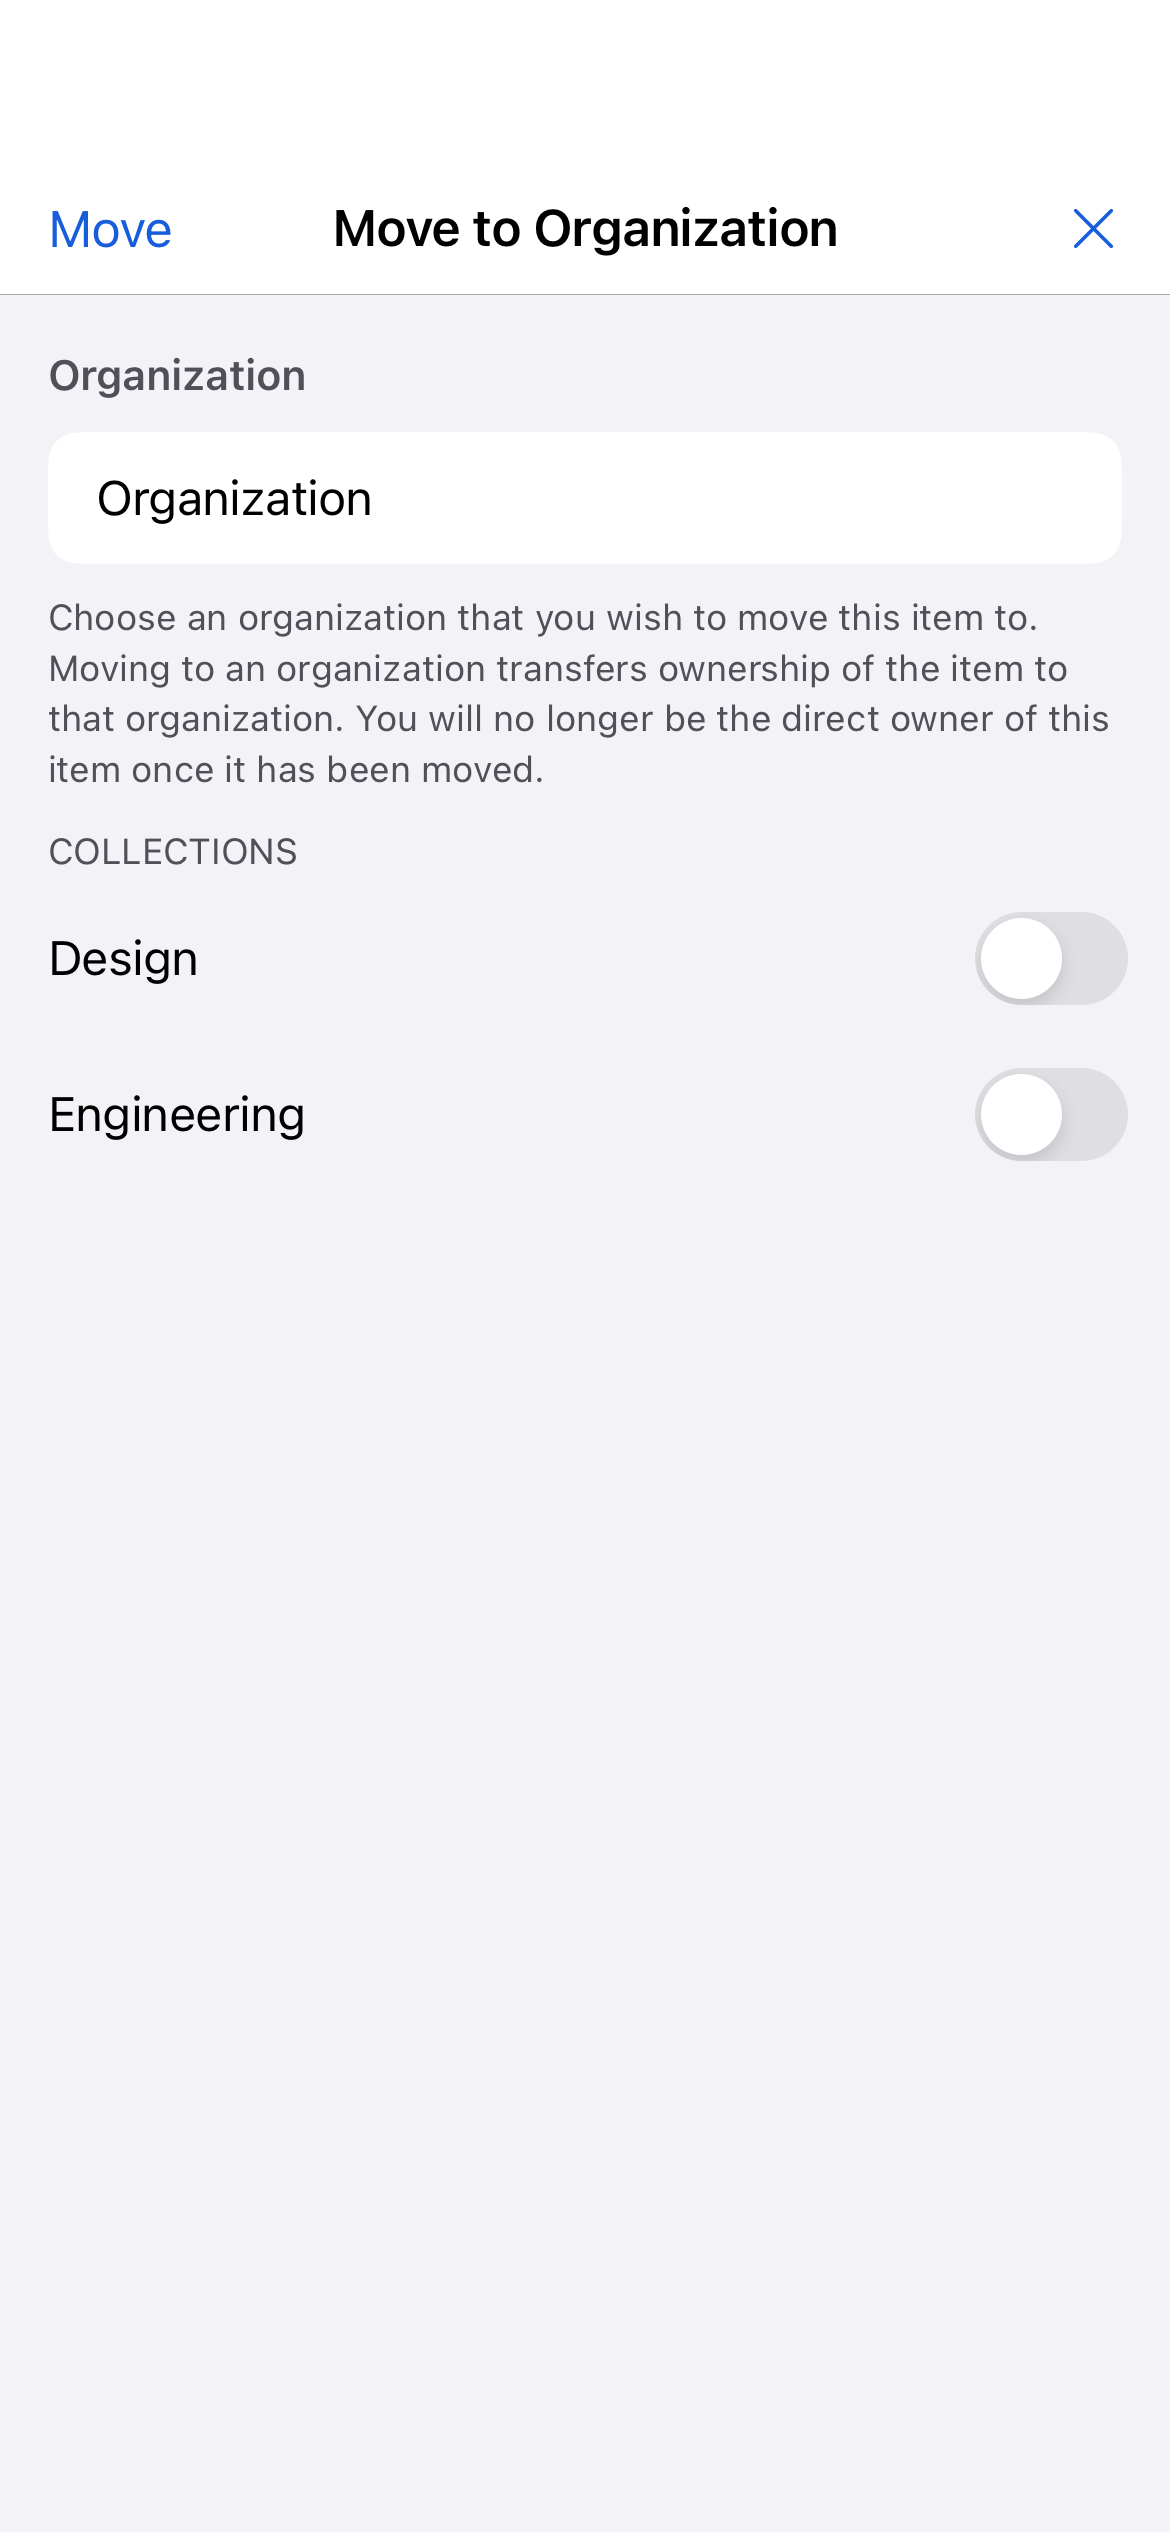 Move
Move to Organization
Organization
Organization
Choose an organization that you wish to move this item to.
Moving to an organization transfers ownership of the item to
that organization. You will no longer be the direct owner of this
item once it has been moved.
COLLECTIONS
Design
Engineering